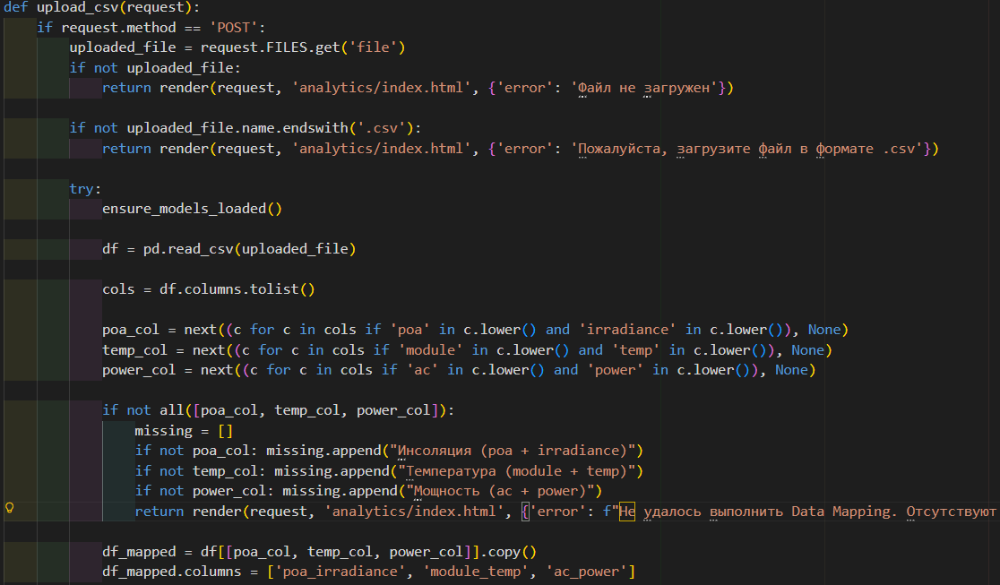 def upload_csv(request):
    if request.method == 'POST':
        uploaded_file = request.FILES.get('file')
        if not uploaded_file:
            return render(request, 'analytics/index.html', {'error': 'Файл не загружен'})

        if not uploaded_file.name.endswith('.csv'):
            return render(request, 'analytics/index.html', {'error': 'Пожалуйста, загрузите файл в формате .csv'})

        try:
            ensure_models_loaded()

            df = pd.read_csv(uploaded_file)

            cols = df.columns.tolist()

            poa_col = next((c for c in cols if 'poa' in c.lower() and 'irradiance' in c.lower()), None)
            temp_col = next((c for c in cols if 'module' in c.lower() and 'temp' in c.lower()), None)
            power_col = next((c for c in cols if 'ac' in c.lower() and 'power' in c.lower()), None)

            if not all([poa_col, temp_col, power_col]):
                missing = []
                if not poa_col: missing.append("Инсоляция (poa + irradiance)")
                if not temp_col: missing.append("Температура (module + temp)")
                if not power_col: missing.append("Мощность (ac + power)")
                return render(request, 'analytics/index.html', {'error': f"Не удалось выполнить Data Mapping. Отсутствуют

            df_mapped = df[[poa_col, temp_col, power_col]].copy()
            df_mapped.columns = ['poa_irradiance', 'module_temp', 'ac_power']